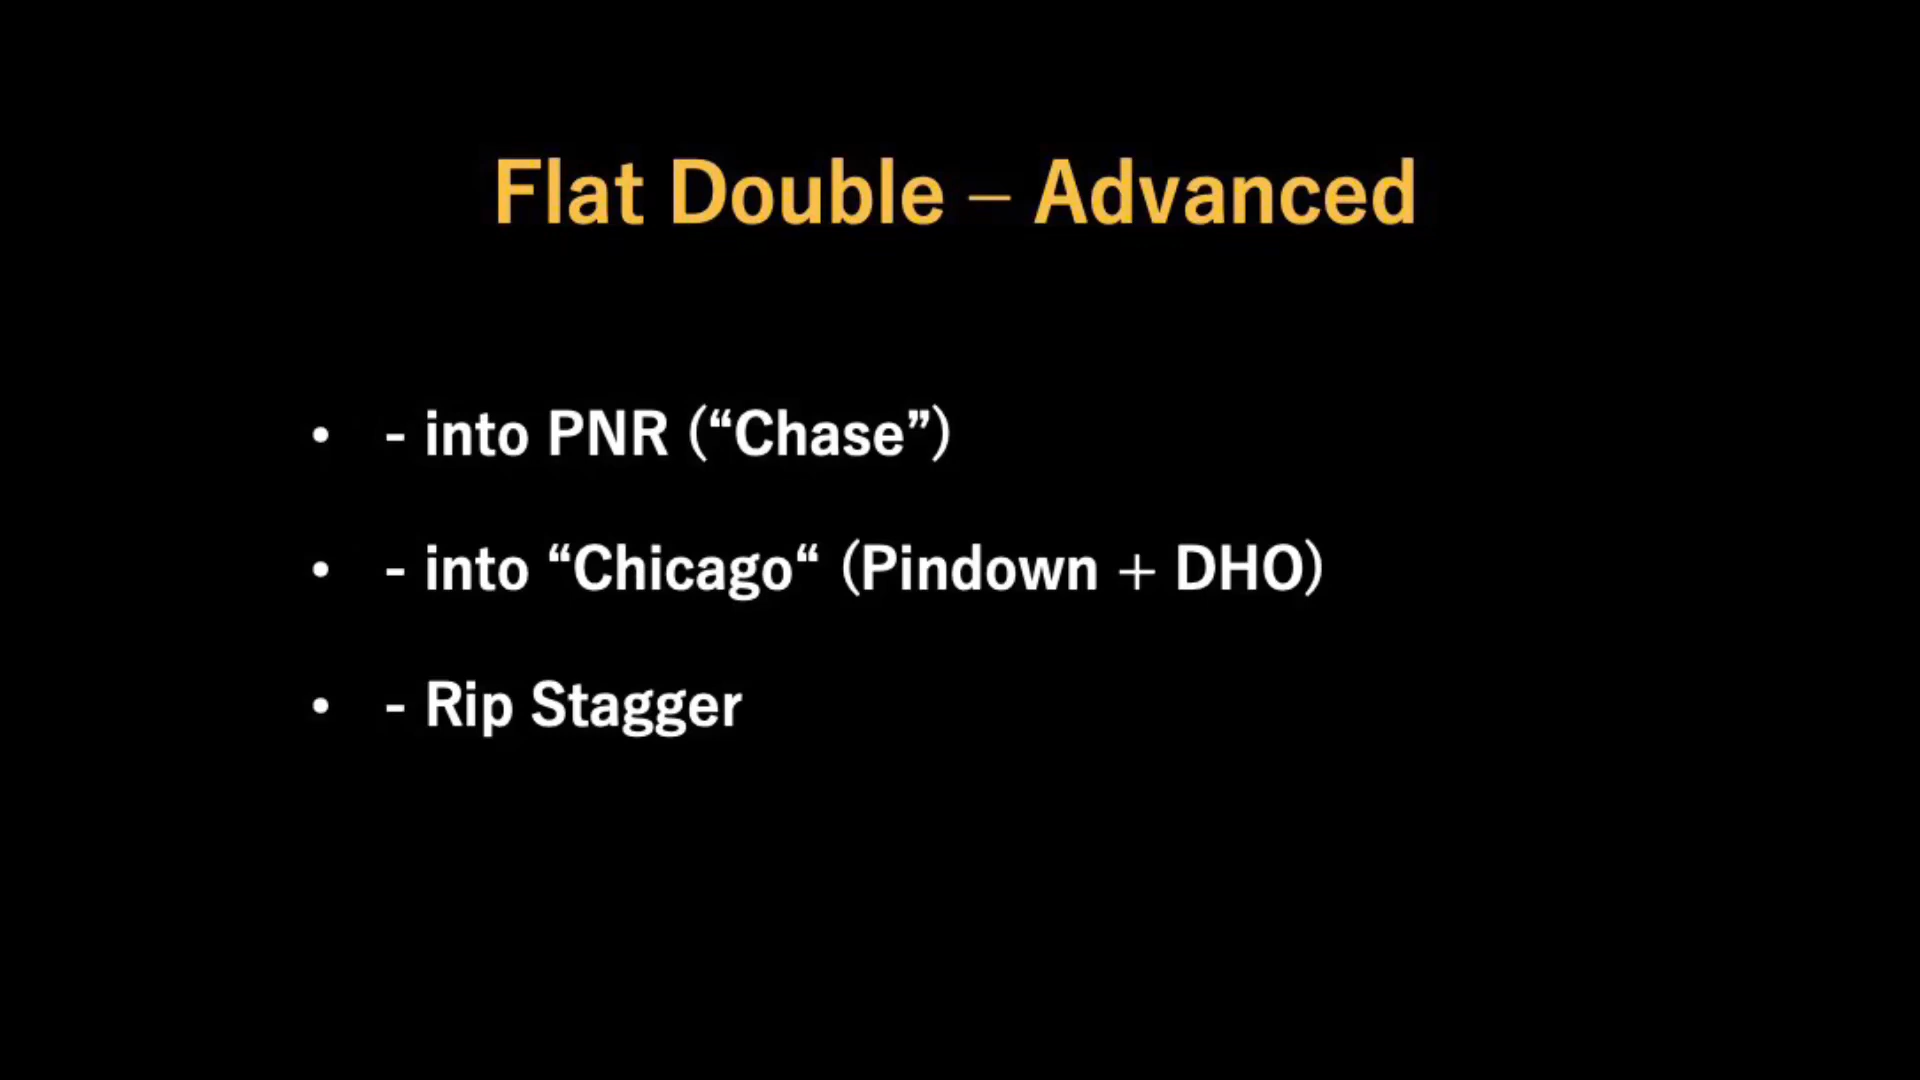 Flat Double – Advanced
• - into PNR (“Chase”)
• - into “Chicago“ (Pindown + DHO)
• - Rip Stagger